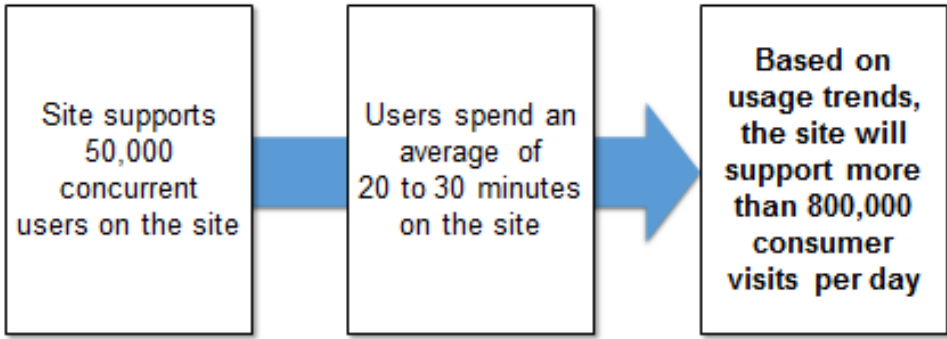 Site supports
50,000
concurrent
users on the site
Users spend an
average of
20 to 30 minutes
on the site
Based on
usage trends,
the site will
support more
than 800,000
consumer
visits per day